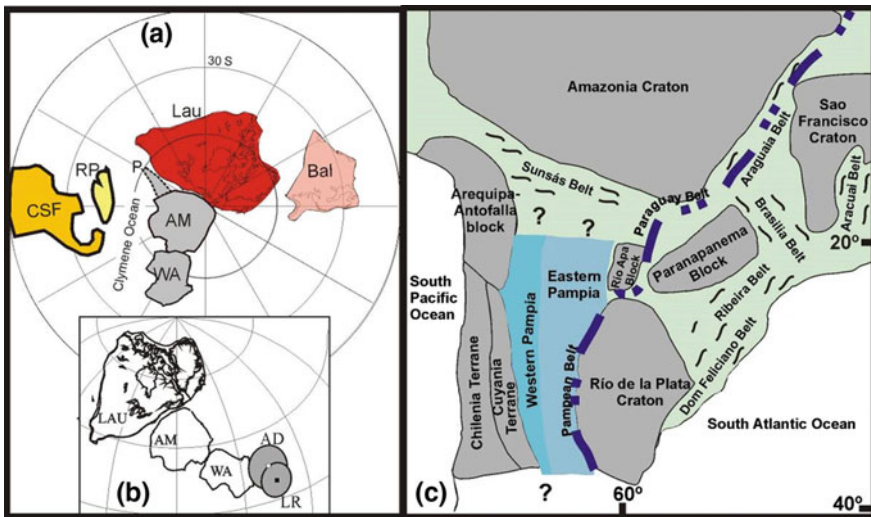 (a)
30 S
Lau
RP
P
Bal
CSF
AM
Clymene Ocean
WA
LAU
AM
AD
WA
(b)
LR
Amazonia Craton
Sao
Francisco
Craton
Araguaia Belt
Sunsás Belt
Arequipa-
Antofalla
block
Paraguay Belt
Aracuaí Belt
Brasilia Belt
?
?
20º
Río Apa
Block
Paranapanema
Block
Eastern
Pampia
South
Pacific
Ocean
Ribeira Belt
Western Pampia
Dom Feliciano Belt
Chilenia Terrane
Cuyania
Terrane
Pampean Belt
Río de la Plata
Craton
South Atlantic Ocean
(c)
?
60º
40º